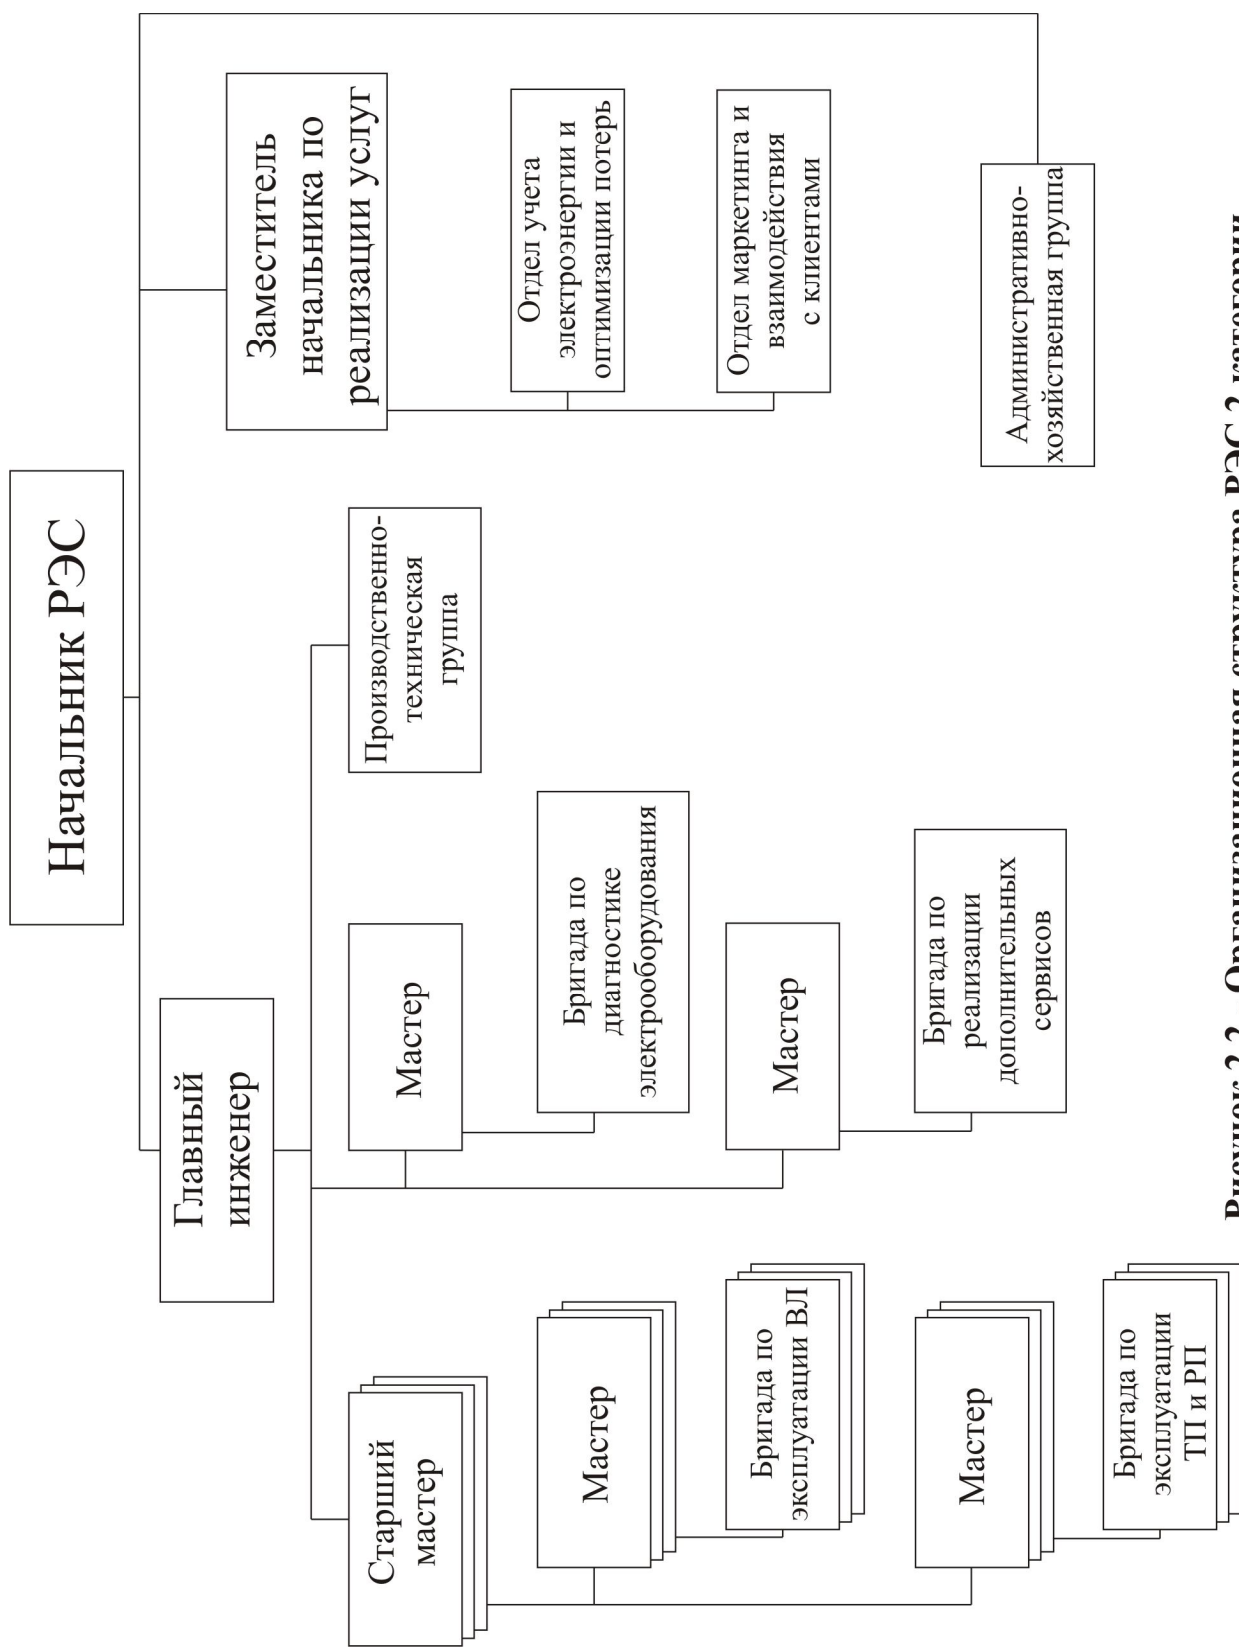 Начальник РЭС
Главный
инженер
Заместитель
начальника по
реализации услуг
Старший
мастер
Мастер
Бригада по
эксплуатации ВЛ
Мастер
Бригада по
эксплуатации
ТП и РП
Мастер
Бригада по
диагностике
электрооборудования
Мастер
Бригада по
реализации
дополнительных
сервисов
Производственно-
техническая
группа
Отдел учета
электроэнергии и
оптимизации потерь
Отдел маркетинга и
взаимодействия
с клиентами
Административно-
хозяйственная группа
Рисунок 2.2 – Организационная структура РЭС 2 категории